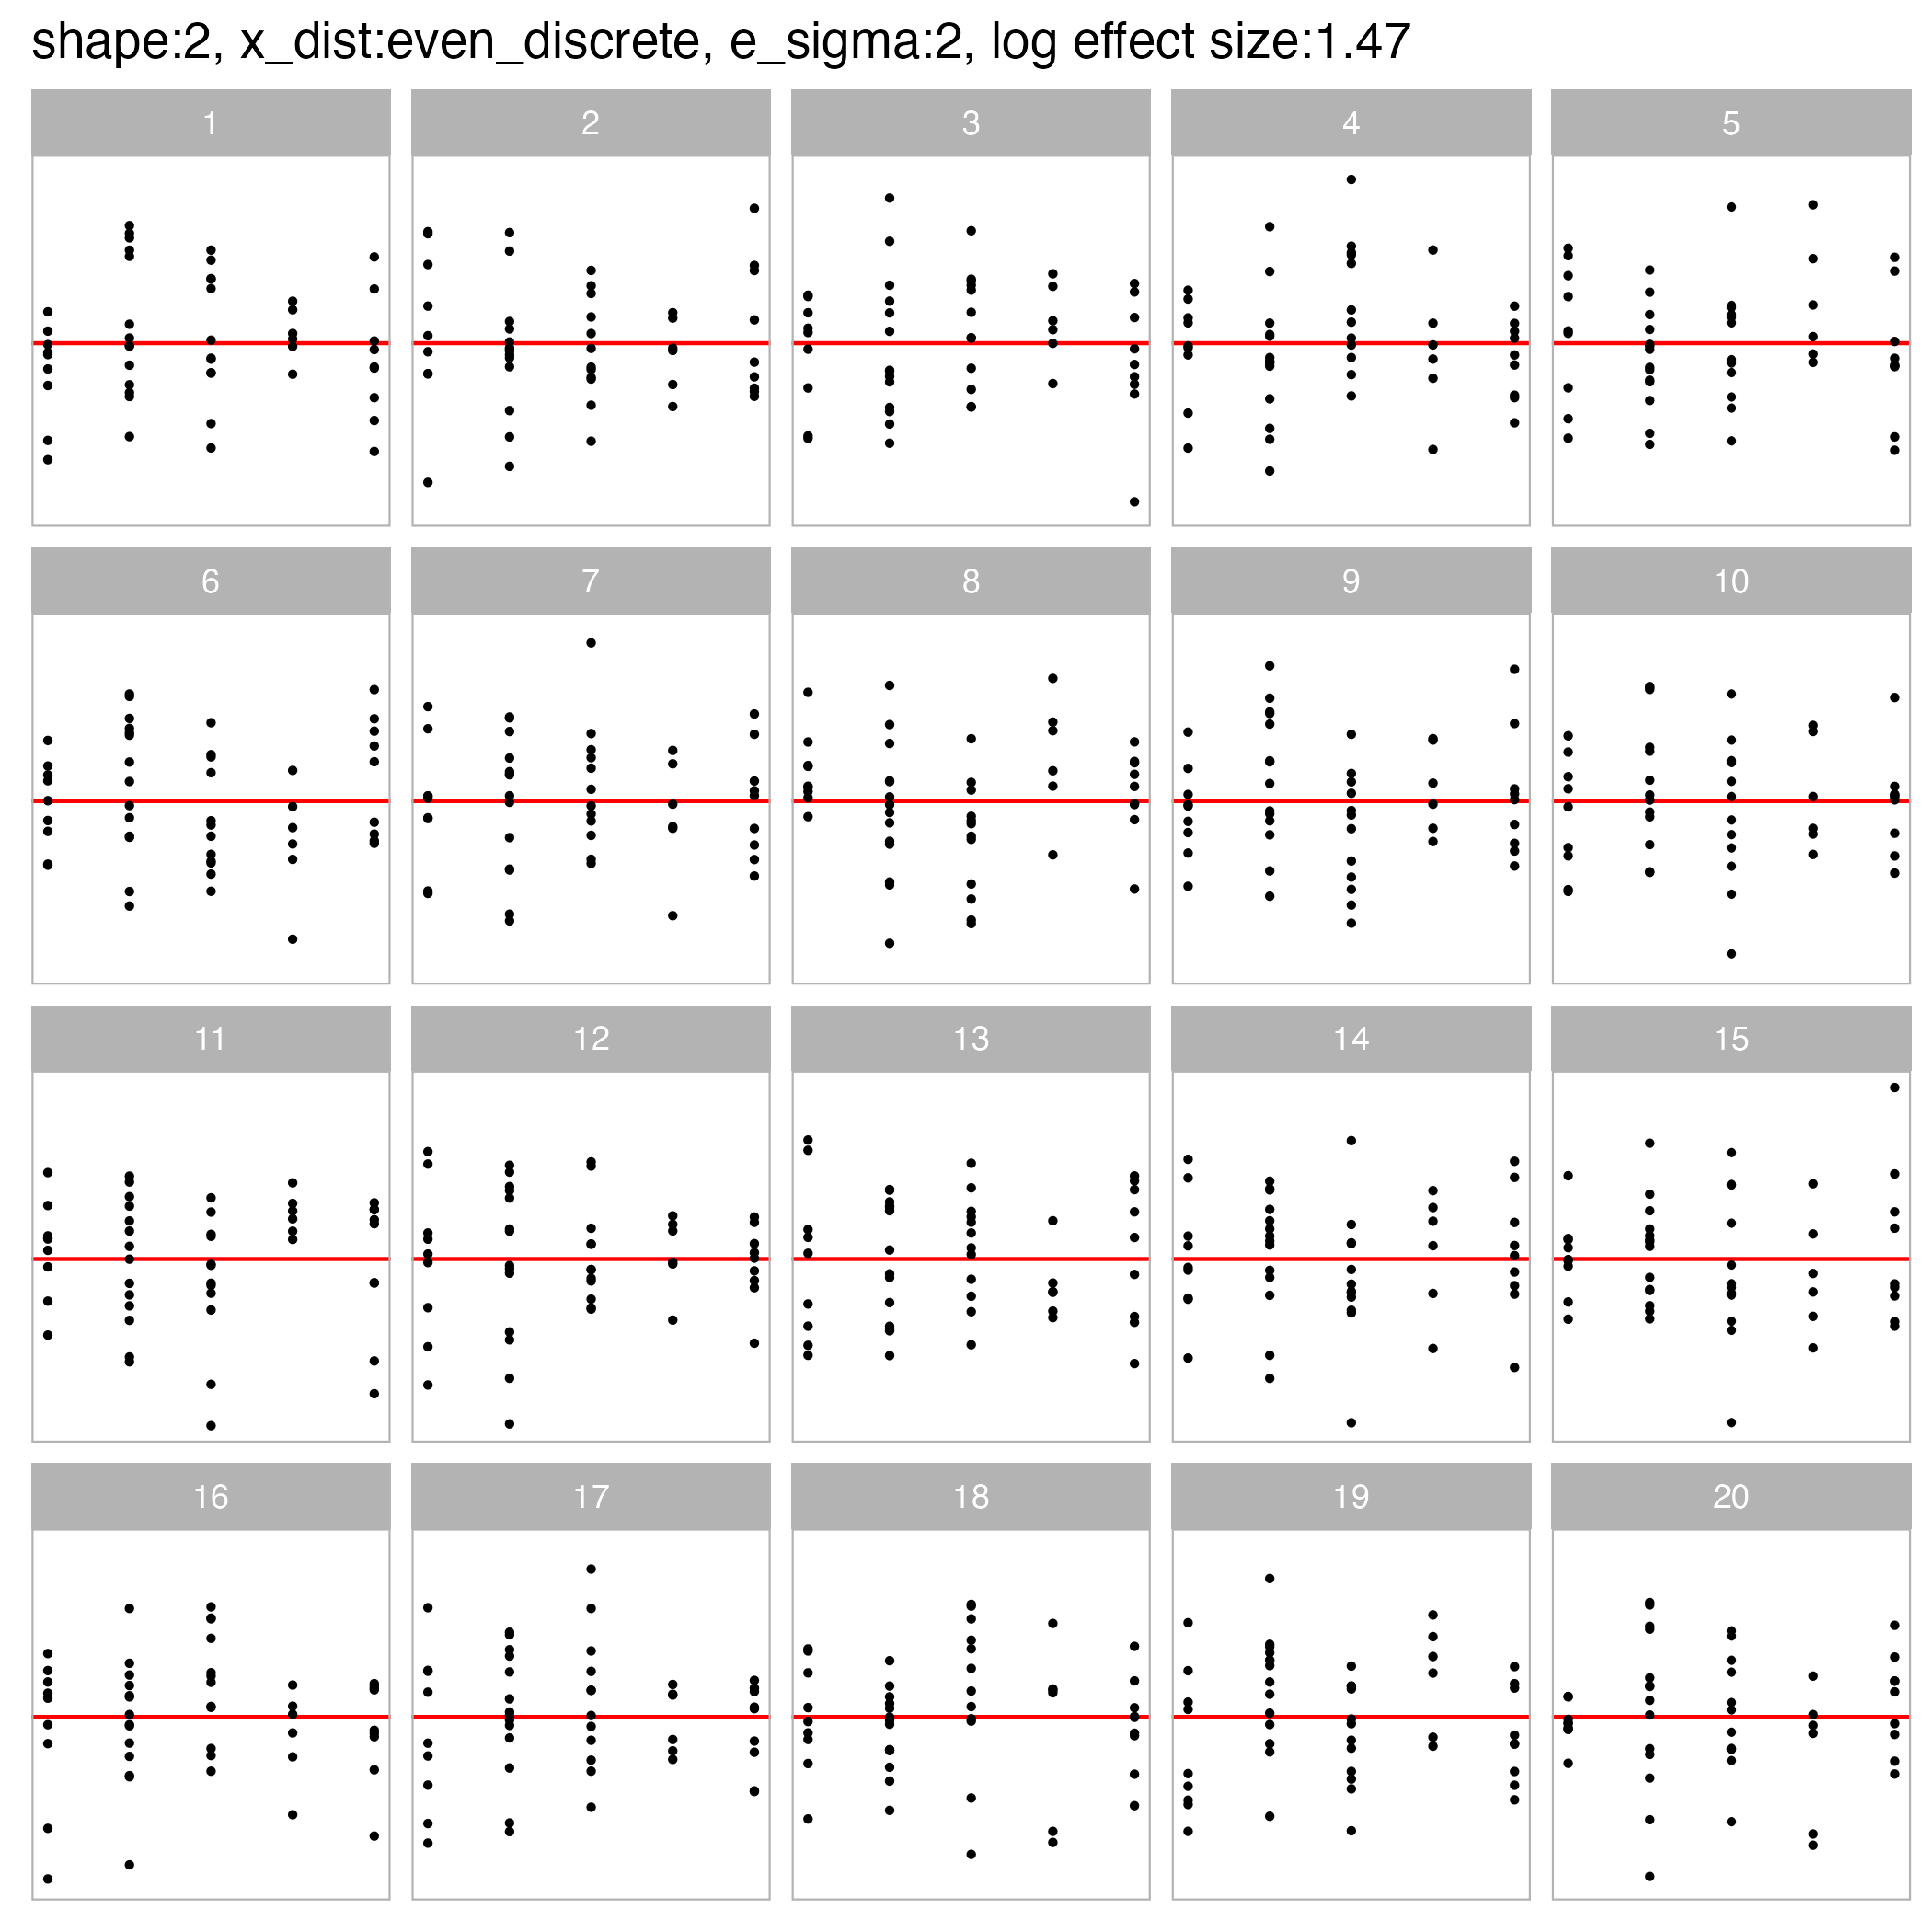 shape:2, x_dist:even_discrete, e_sigma:2, log effect size:1.47
1 2 3 4 5
6 7 8 9 10
11 12 13 14 15
16 17 18 19 20